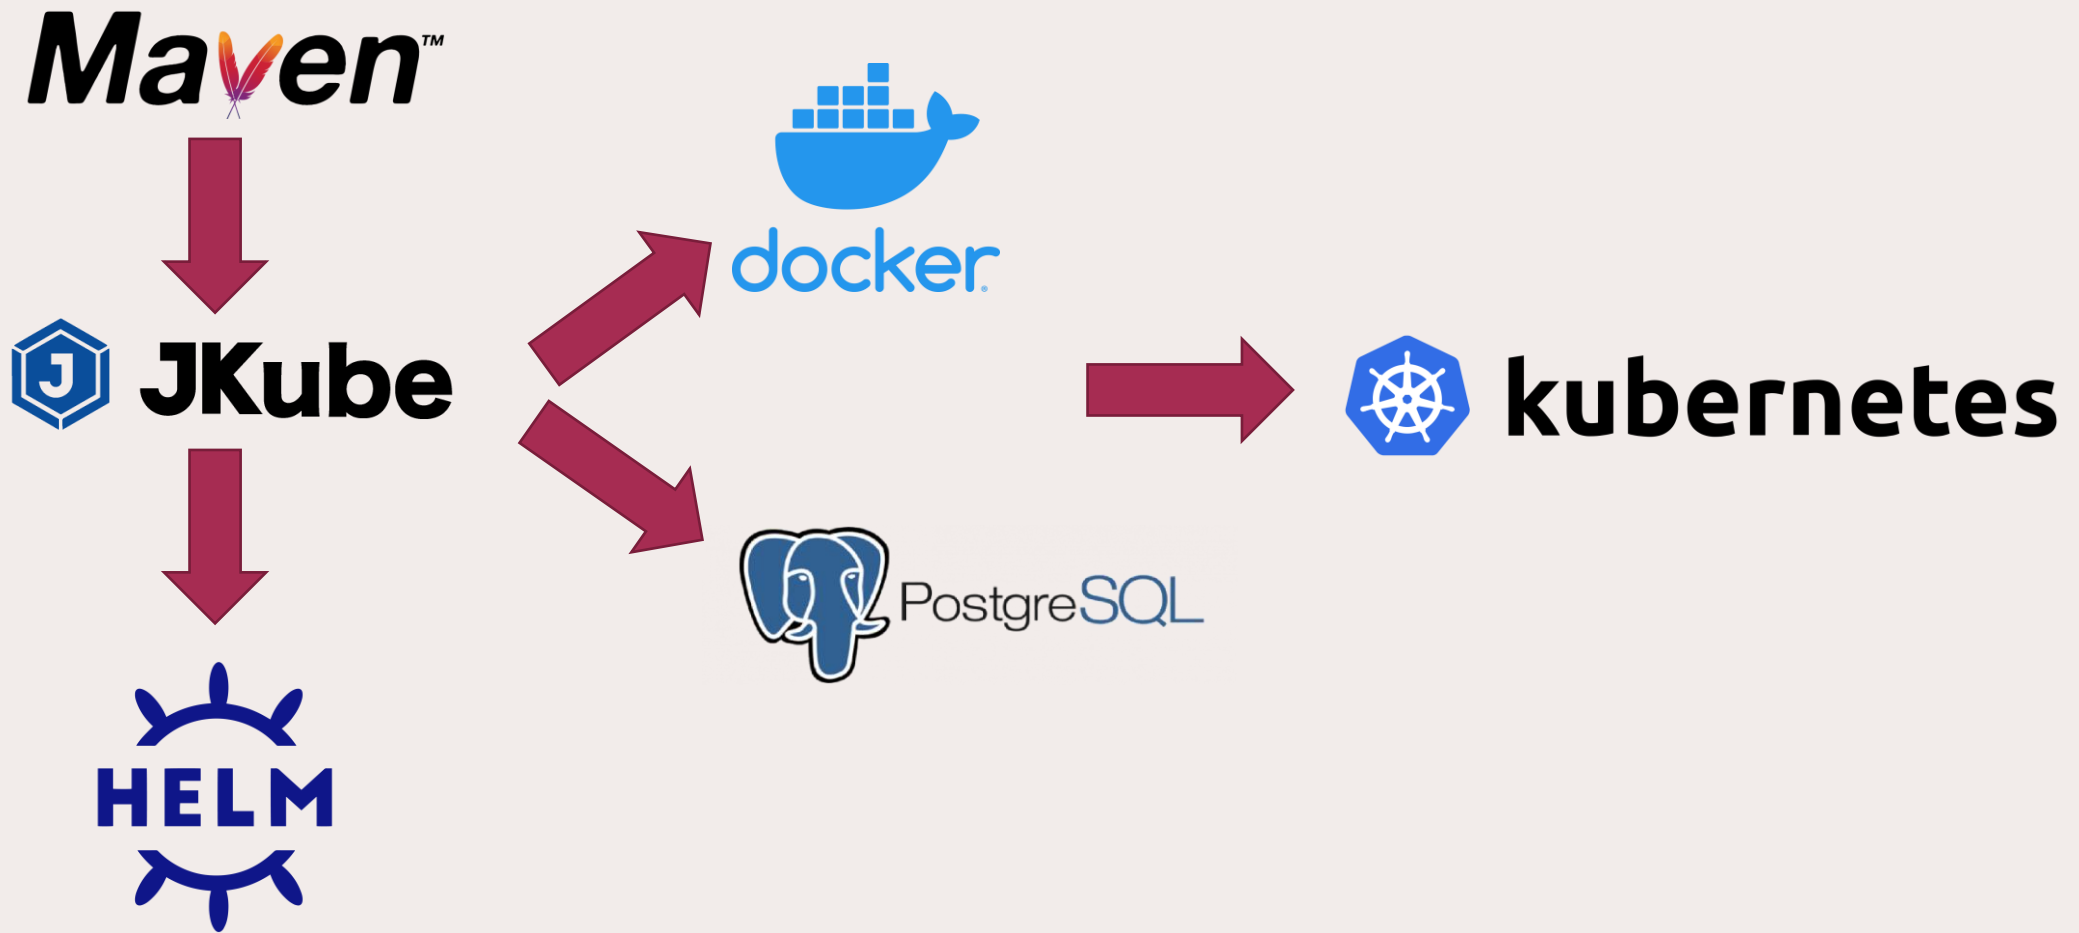 Maven™
docker®
J JKube
kubernetes
PostgreSQL
HELM